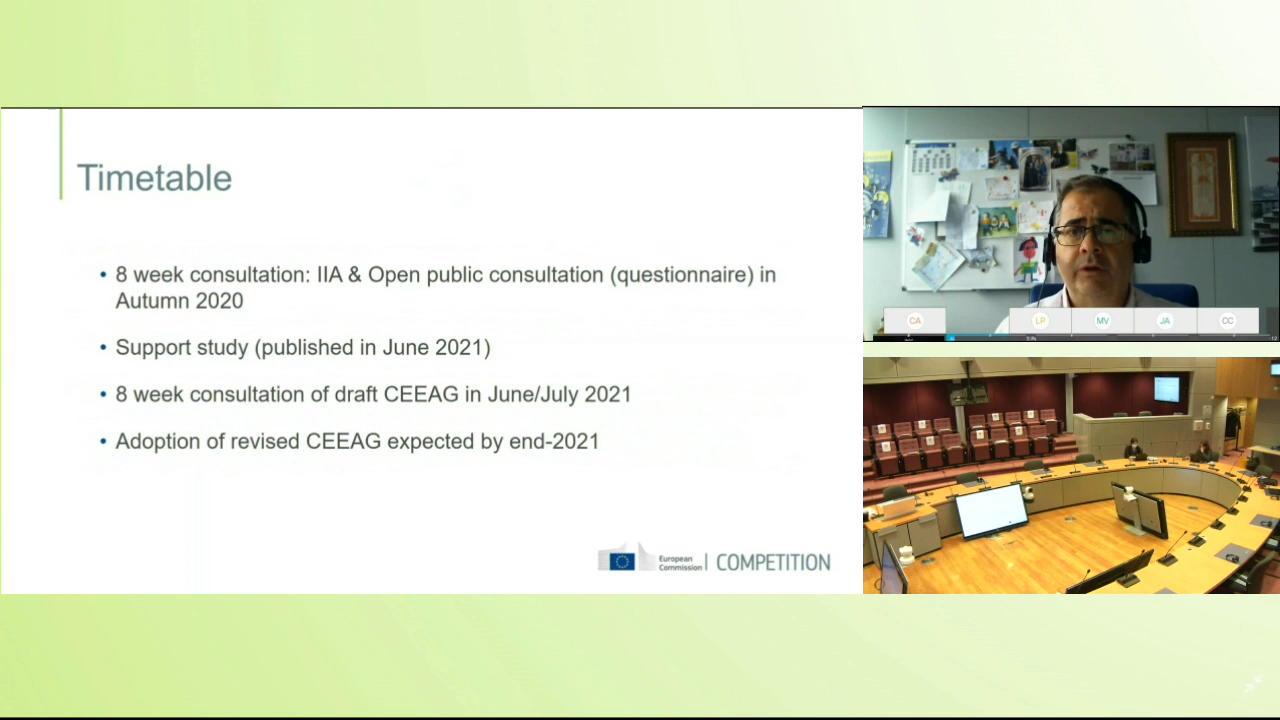 Timetable
• 8 week consultation: IIA & Open public consultation (questionnaire) in
Autumn 2020
• Support study (published in June 2021)
• 8 week consultation of draft CEEAG in June/July 2021
• Adoption of revised CEEAG expected by end-2021
European
Commission
COMPETITION
CA
LP
MV
JA
CC